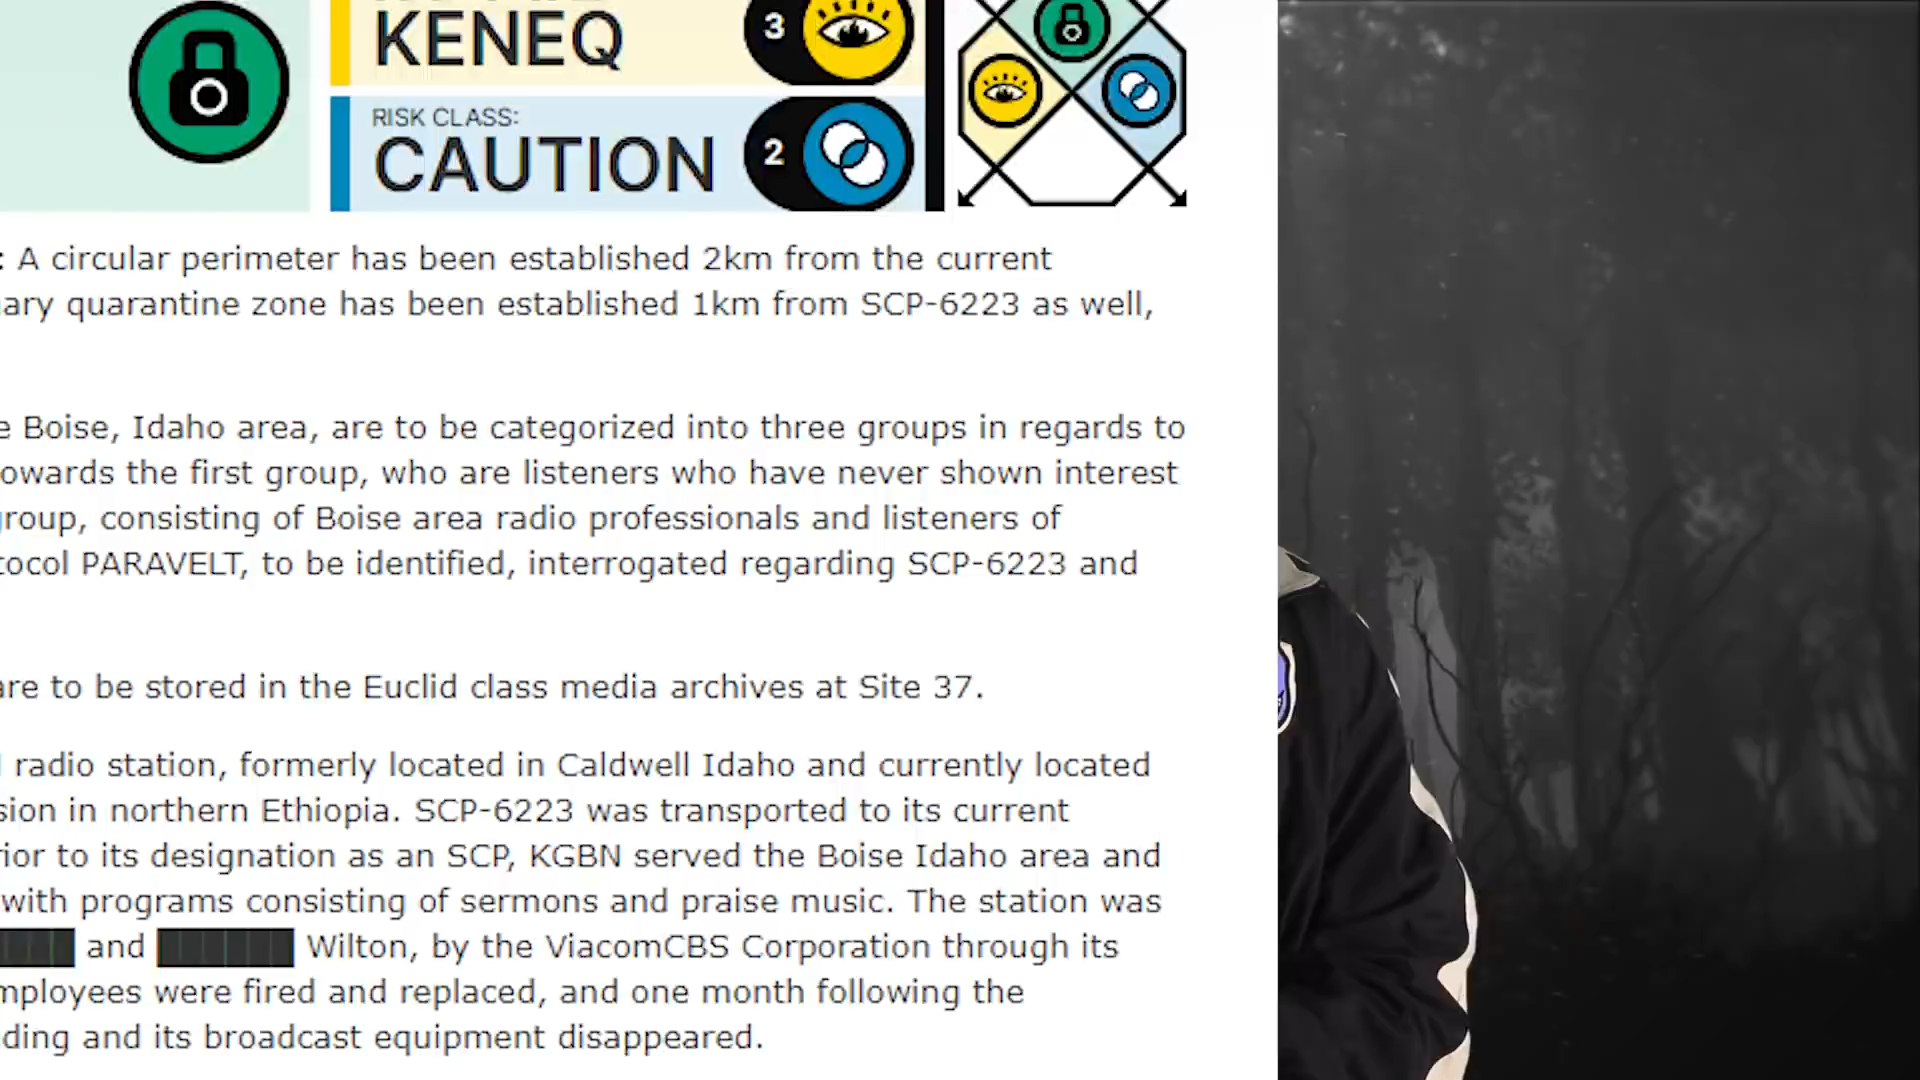 KENEQ
3
RISK CLASS:
CAUTION
2
: A circular perimeter has been established 2km from the current
ary quarantine zone has been established 1km from SCP-6223 as well,
e Boise, Idaho area, are to be categorized into three groups in regards to
owards the first group, who are listeners who have never shown interest
group, consisting of Boise area radio professionals and listeners of
tocol PARAVELT, to be identified, interrogated regarding SCP-6223 and
are to be stored in the Euclid class media archives at Site 37.
radio station, formerly located in Caldwell Idaho and currently located
sion in northern Ethiopia. SCP-6223 was transported to its current
rior to its designation as an SCP, KGBN served the Boise Idaho area and
with programs consisting of sermons and praise music. The station was
and Wilton, by the ViacomCBS Corporation through its
mployees were fired and replaced, and one month following the
ding and its broadcast equipment disappeared.